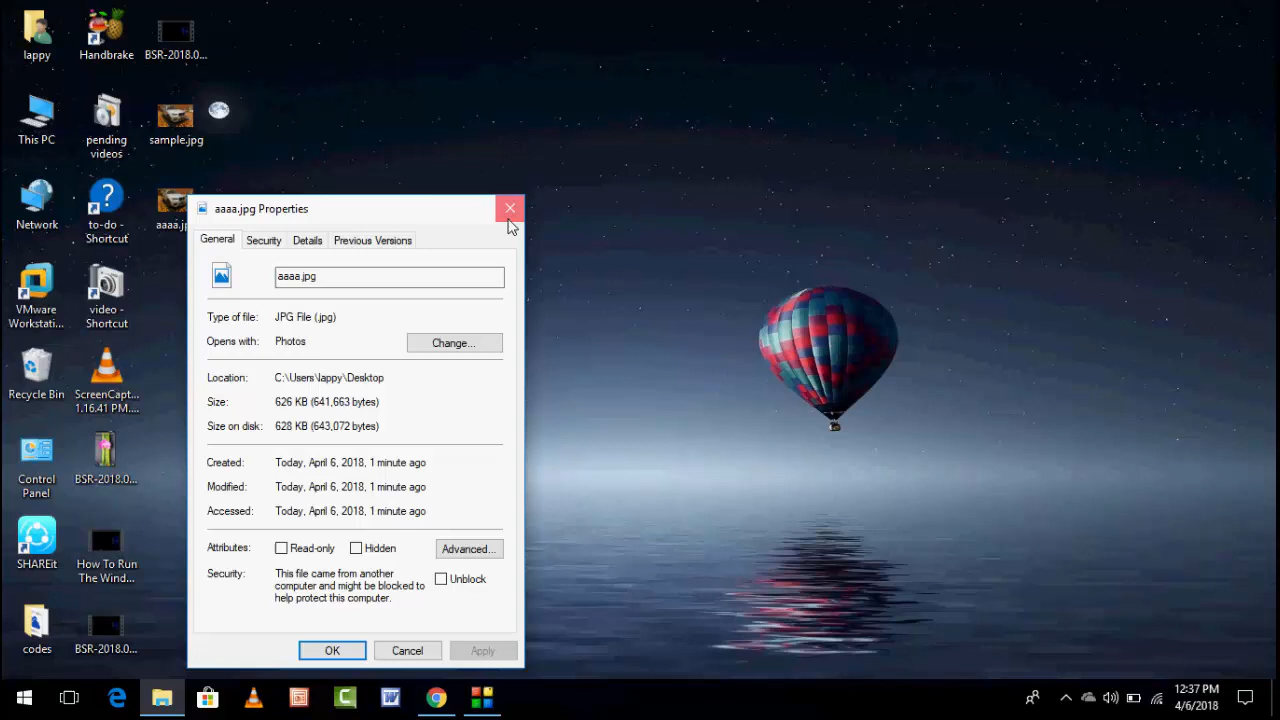 lappy
Handbrake
BSR-2018.0...
This PC
pending
videos
sample.jpg
Network
to-do -
Shortcut
aaaa.j
VMware
Workstati...
video -
Shortcut
Recycle Bin
ScreenCapt...
1.16.41 PM....
Control
Panel
BSR-2018.0...
SHAREit
How To Run
The Wind...
codes
BSR-2018.0...
aaaa.jpg Properties
General Security Details Previous Versions
aaaa.jpg
Type of file: JPG File (.jpg)
Opens with: Photos Change...
Location: C:\Users\lappy\Desktop
Size: 626 KB (641,663 bytes)
Size on disk: 628 KB (643,072 bytes)
Created: Today, April 6, 2018, 1 minute ago
Modified: Today, April 6, 2018, 1 minute ago
Accessed: Today, April 6, 2018, 1 minute ago
Attributes: Read-only Hidden Advanced...
Security: This file came from another
computer and might be blocked to
help protect this computer.
Unblock
OK Cancel Apply
12:37 PM
4/6/2018